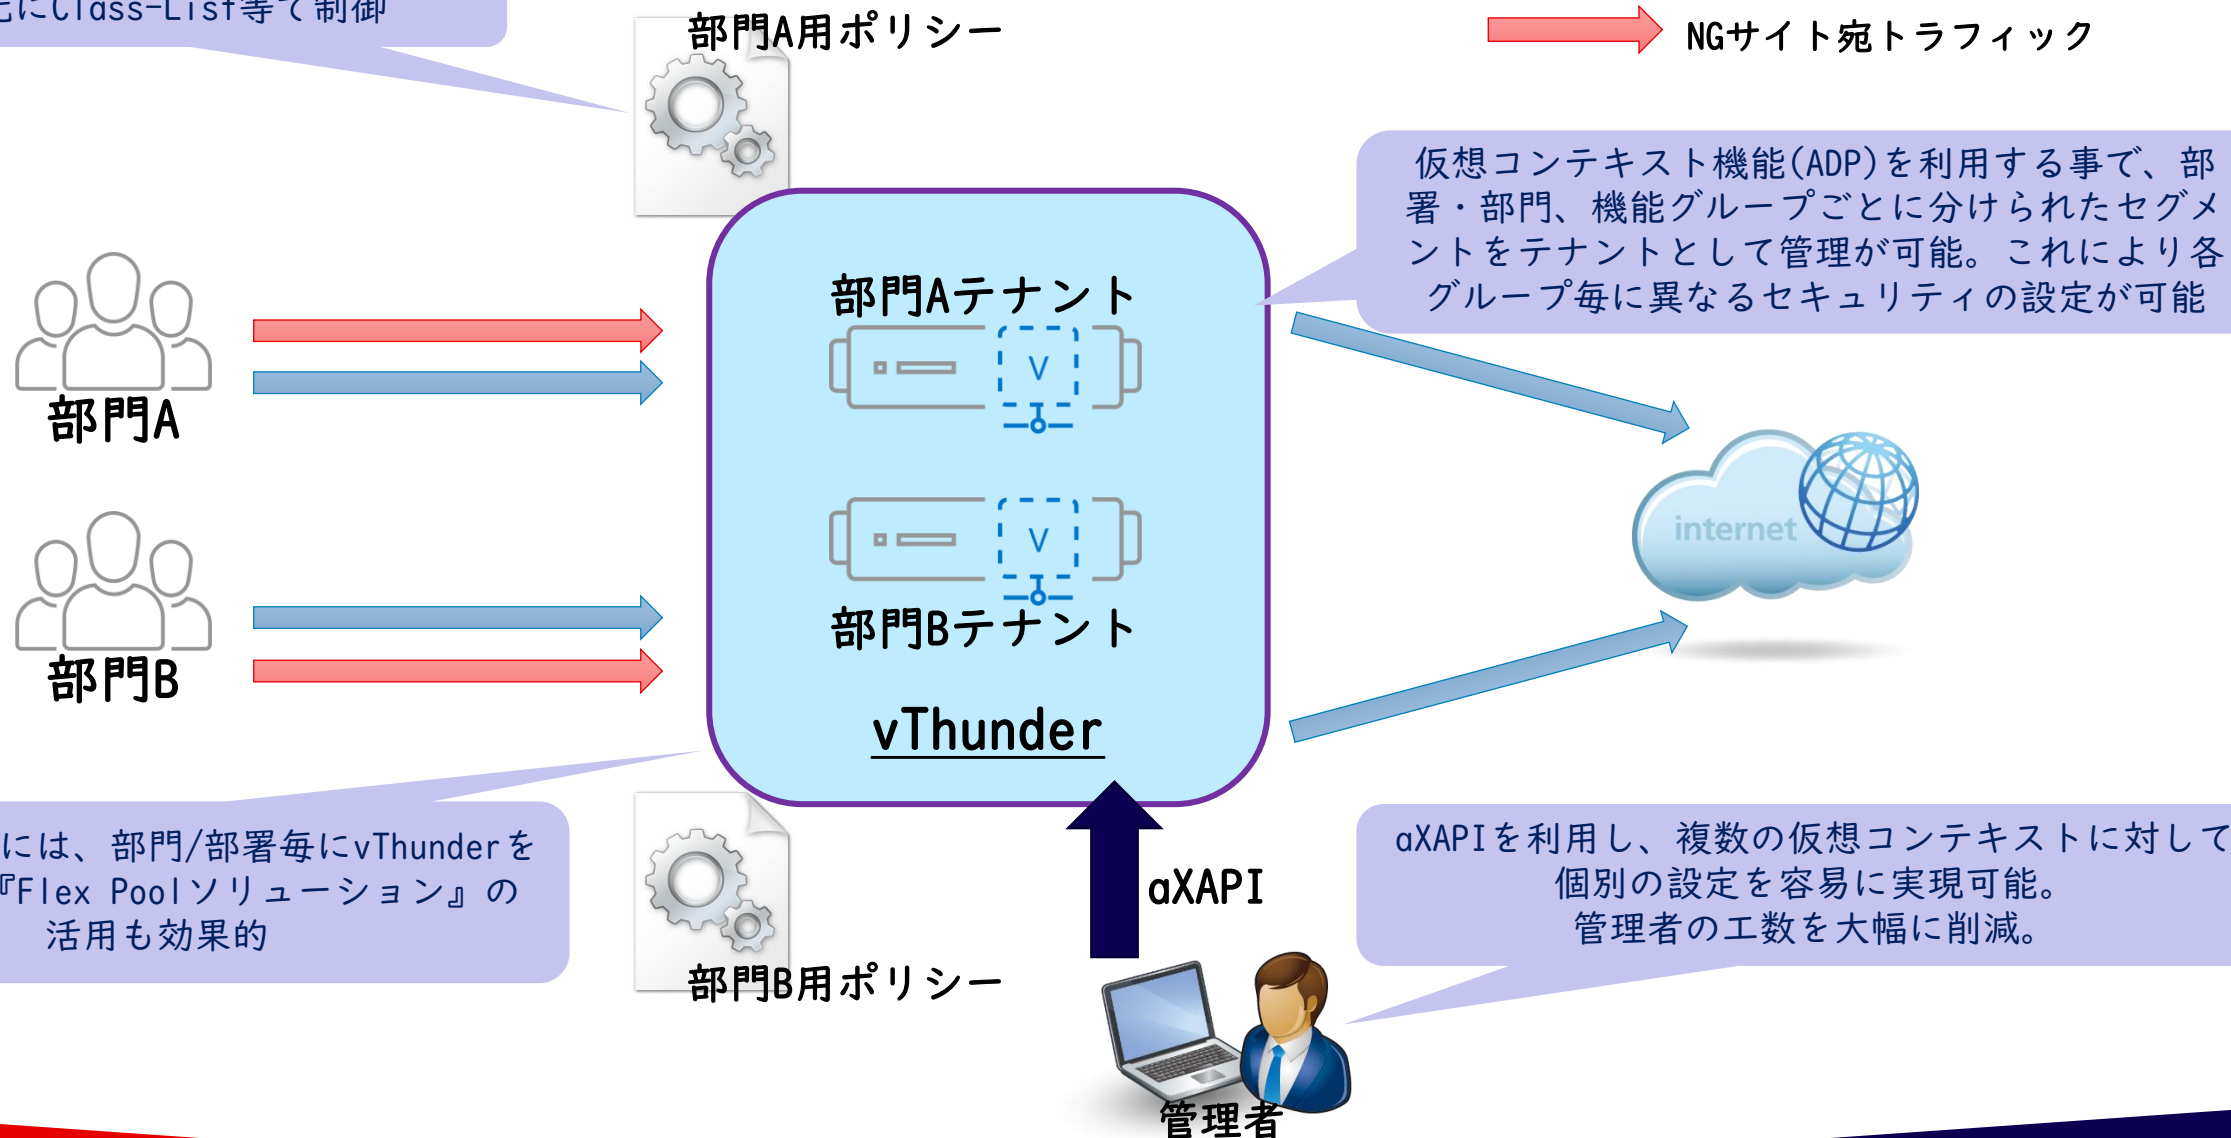 元にClass-List等で制御
部門A用ポリシー
NGサイト宛トラフィック
仮想コンテキスト機能(ADP)を利用する事で、部
署・部門、機能グループごとに分けられたセグメ
ントをテナントとして管理が可能。これにより各
グループ毎に異なるセキュリティの設定が可能
部門Aテナント
V
部門A
internet
V
部門Bテナント
部門B
vThunder
には、部門/部署毎にvThunderを
『Flex Poolソリューション』の
活用も効果的
aXAPI
aXAPIを利用し、複数の仮想コンテキストに対して
個別の設定を容易に実現可能。
管理者の工数を大幅に削減。
部門B用ポリシー
管理者